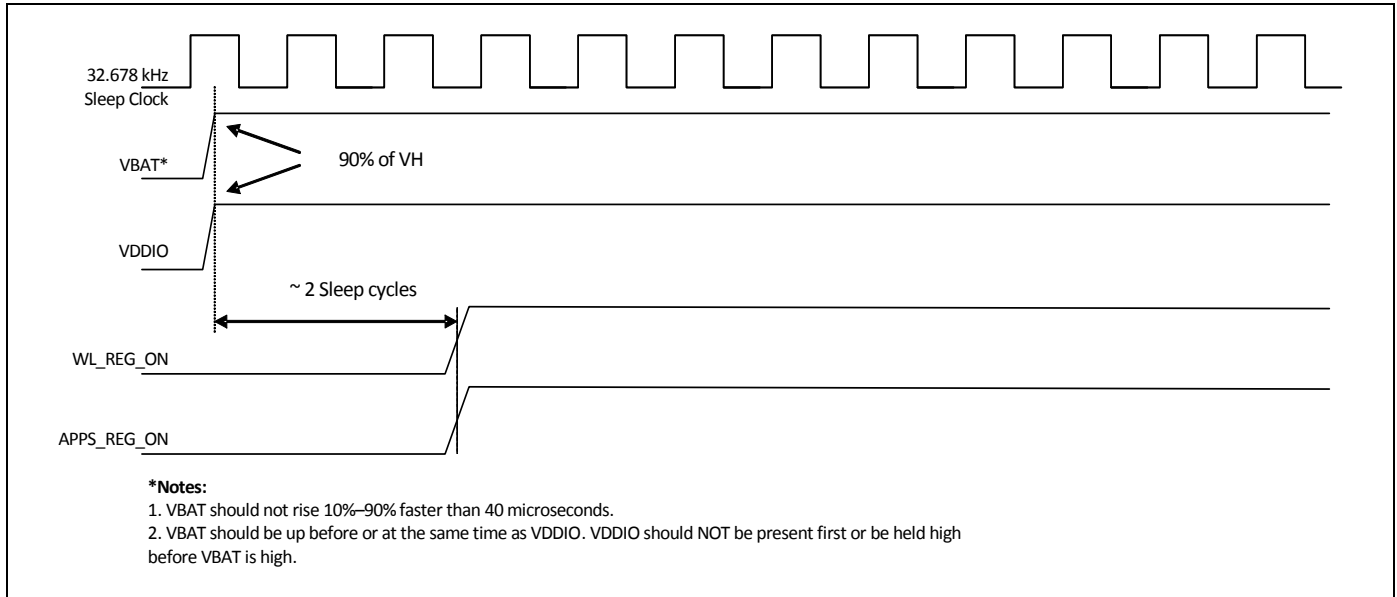 32.678 kHz
Sleep Clock
VBAT*
90% of VH
VDDIO
~ 2 Sleep cycles
WL_REG_ON
APPS_REG_ON
*Notes:
1. VBAT should not rise 10%–90% faster than 40 microseconds.
2. VBAT should be up before or at the same time as VDDIO. VDDIO should NOT be present first or be held high
before VBAT is high.